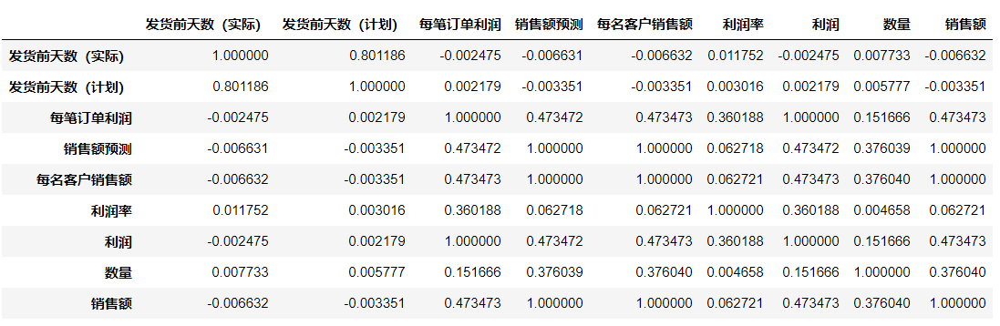 发货前天数（实际） 发货前天数（计划） 每笔订单利润 销售额预测 每名客户销售额 利润率 利润 数量 销售额
发货前天数（实际） 1.000000 0.801186 -0.002475 -0.006631 -0.006632 0.011752 -0.002475 0.007733 -0.006632
发货前天数（计划） 0.801186 1.000000 0.002179 -0.003351 -0.003351 0.003016 0.002179 0.005777 -0.003351
每笔订单利润 -0.002475 0.002179 1.000000 0.473472 0.473473 0.360188 1.000000 0.151666 0.473473
销售额预测 -0.006631 -0.003351 0.473472 1.000000 1.000000 0.062718 0.473472 0.376039 1.000000
每名客户销售额 -0.006632 -0.003351 0.473473 1.000000 1.000000 0.062721 0.473473 0.376040 1.000000
利润率 0.011752 0.003016 0.360188 0.062718 0.062721 1.000000 0.360188 0.004658 0.062721
利润 -0.002475 0.002179 1.000000 0.473472 0.473473 0.360188 1.000000 0.151666 0.473473
数量 0.007733 0.005777 0.151666 0.376039 0.376040 0.004658 0.151666 1.000000 0.376040
销售额 -0.006632 -0.003351 0.473473 1.000000 1.000000 0.062721 0.473473 0.376040 1.000000